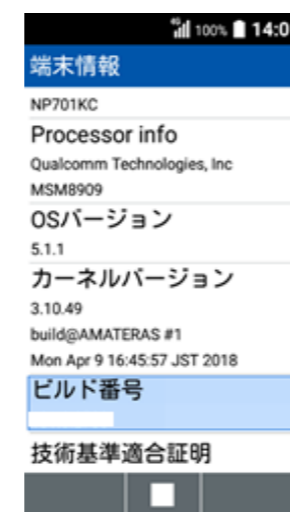 4G 100% 14:0
端末情報
NP701KC
Processor info
Qualcomm Technologies, Inc
MSM8909
OSバージョン
5.1.1
カーネルバージョン
3.10.49
build@AMATERAS #1
Mon Apr 9 16:45:57 JST 2018
ビルド番号
技術基準適合証明